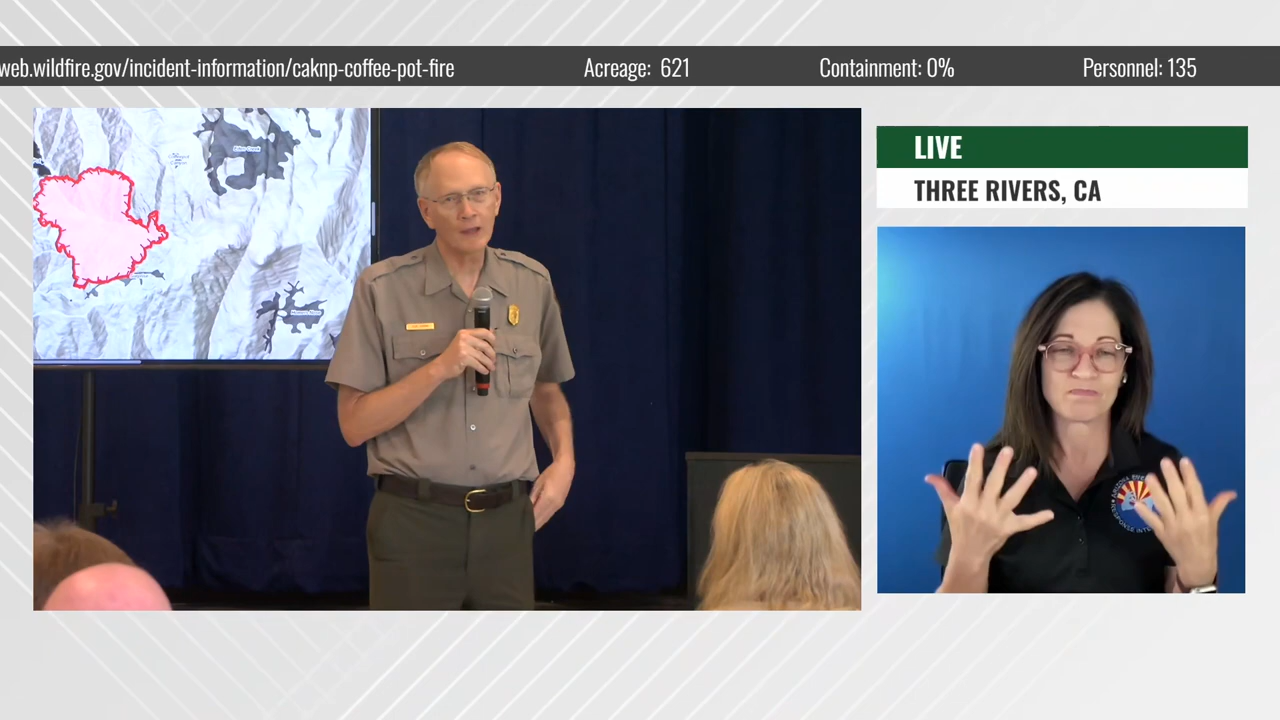 web.wildfire.gov/incident-information/caknp-coffee-pot-fire
Acreage: 621
Containment: 0%
Personnel: 135
LIVE
THREE RIVERS, CA